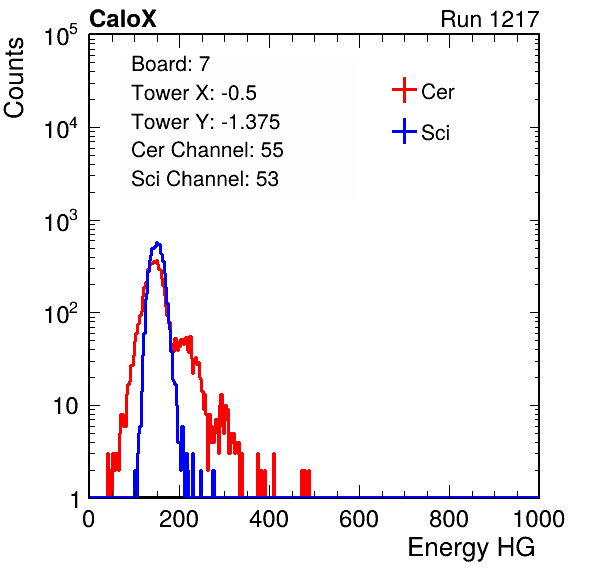 CaloX Run 1217
Counts
10^5
10^4
10^3
10^2
10
1
Board: 7
Tower X: -0.5
Tower Y: -1.375
Cer Channel: 55
Sci Channel: 53
Cer
Sci
0 200 400 600 800 1000
Energy HG